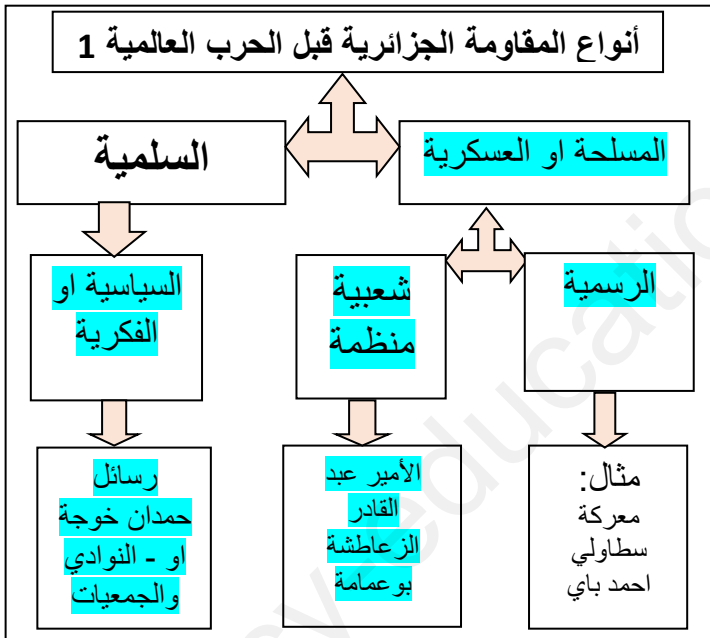 أنواع المقاومة الجزائرية قبل الحرب العالمية 1
المسلحة او العسكرية
السلمية
الرسمية
شعبية
منظمة
السياسية او
الفكرية
مثال:
معركة
سطاولي
احمد باي
الأمير عبد
القادر
الزعاطشة
بوعمامة
رسائل
حمدان خوجة
او - النوادي
والجمعيات